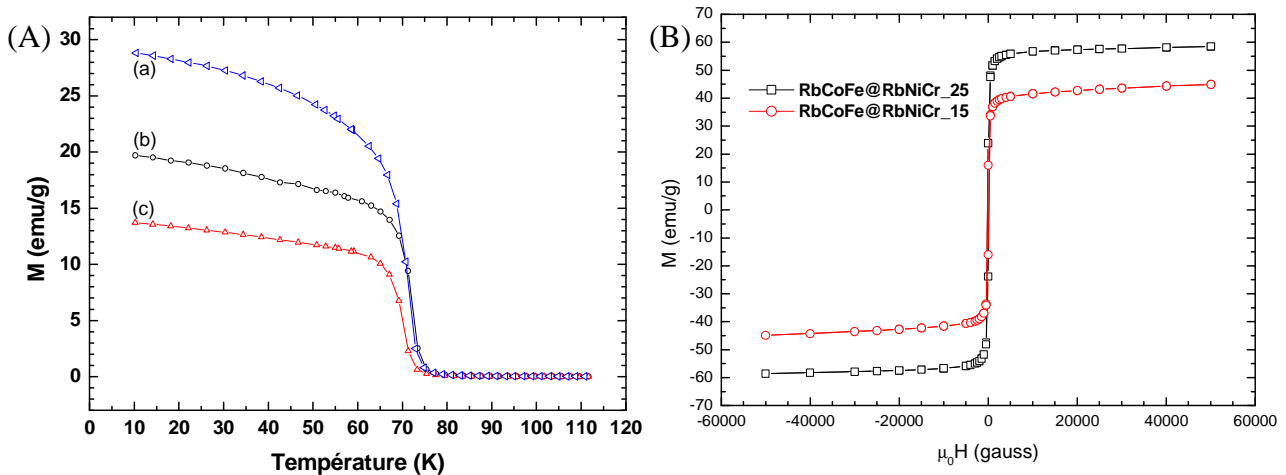 (A)
M (emu/g)
30
25
20
15
10
5
0
(a)
(b)
(c)
0 10 20 30 40 50 60 70 80 90 100 110 120
Température (K)
(B)
M (emu/g)
70
60
50
40
30
20
10
0
-10
-20
-30
-40
-50
-60
-70
RbCoFe@RbNiCr_25
RbCoFe@RbNiCr_15
-60000 -40000 -20000 0 20000 40000 60000
μ₀H (gauss)